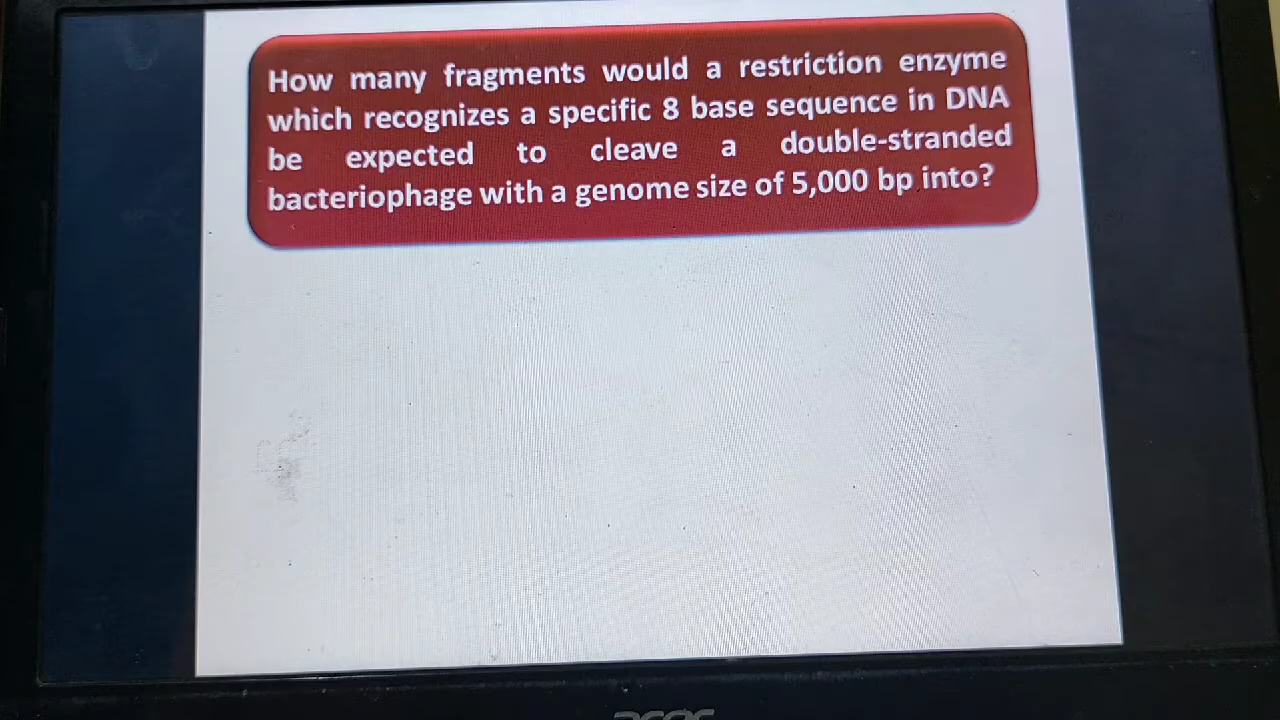 How many fragments would a restriction enzyme
which recognizes a specific 8 base sequence in DNA
be expected to cleave a double-stranded
bacteriophage with a genome size of 5,000 bp into?
acer